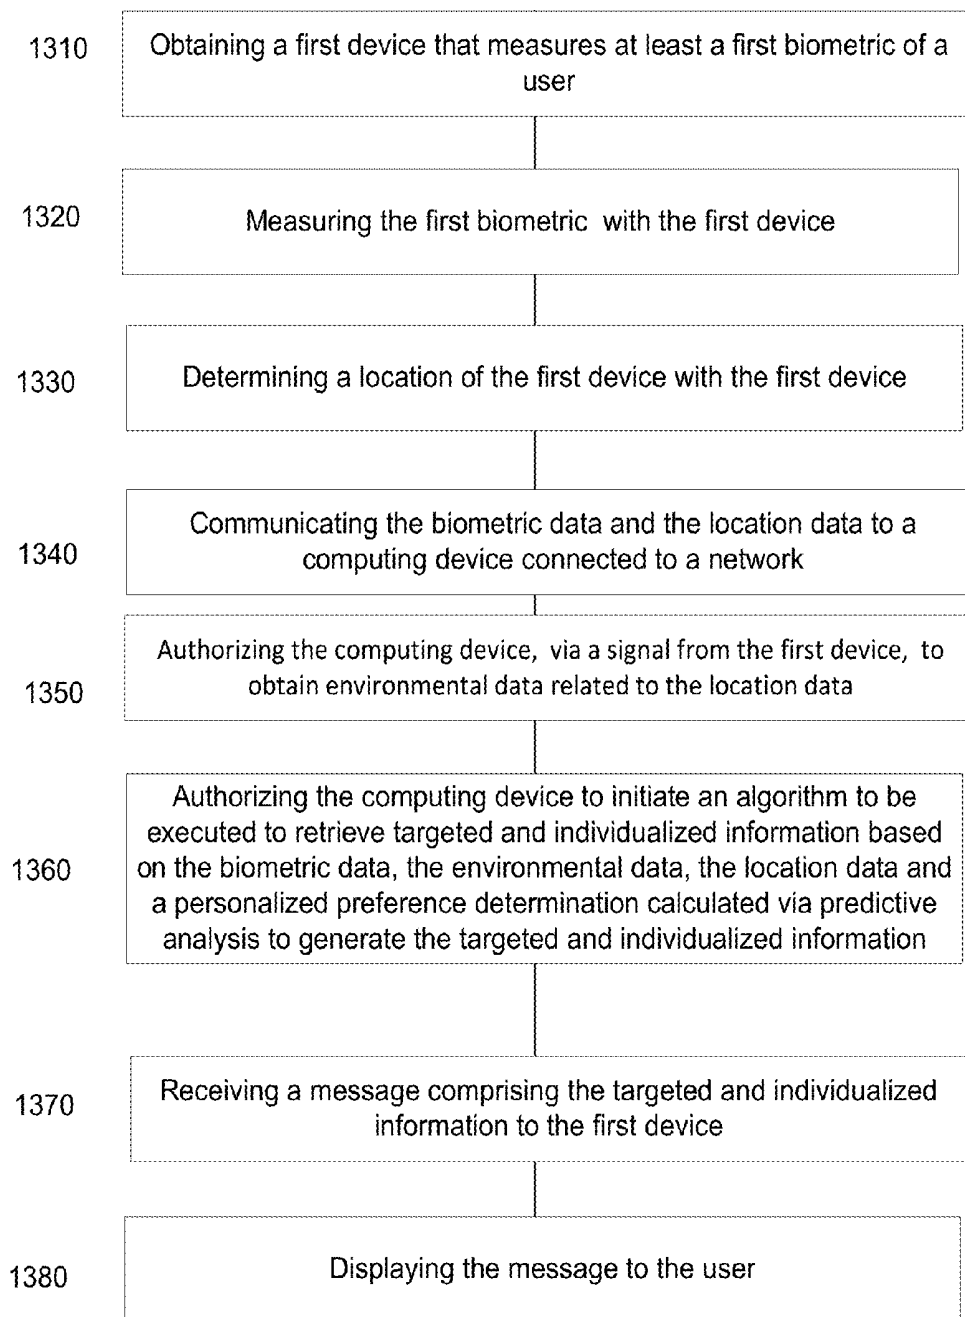 1310
Obtaining a first device that measures at least a first biometric of a
user
1320
Measuring the first biometric with the first device
1330
Determining a location of the first device with the first device
1340
Communicating the biometric data and the location data to a
computing device connected to a network
1350
Authorizing the computing device, via a signal from the first device, to
obtain environmental data related to the location data
1360
Authorizing the computing device to initiate an algorithm to be
executed to retrieve targeted and individualized information based
on the biometric data, the environmental data, the location data and
a personalized preference determination calculated via predictive
analysis to generate the targeted and individualized information
1370
Receiving a message comprising the targeted and individualized
information to the first device
1380
Displaying the message to the user